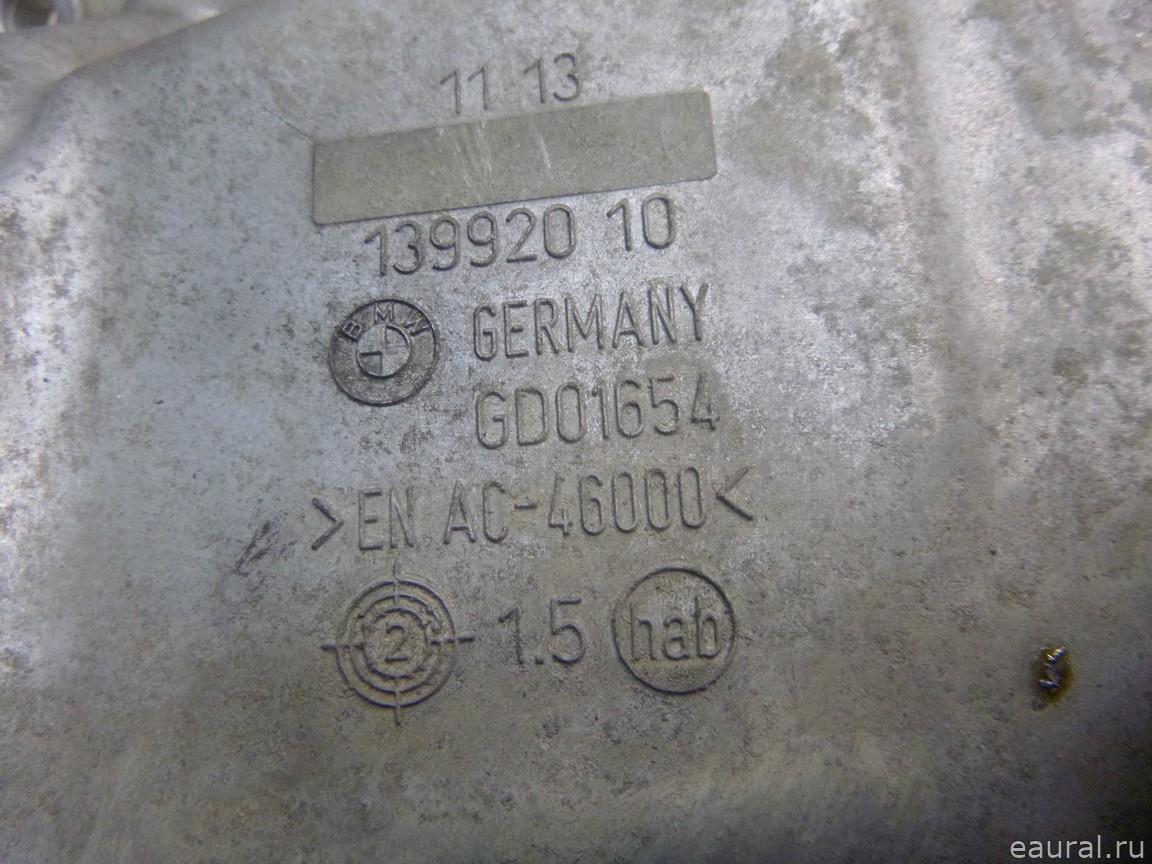 11 13
139920 10
BMW GERMANY
GD01654
>EN AC-46000<
2 1.5 hab
eaural.ru